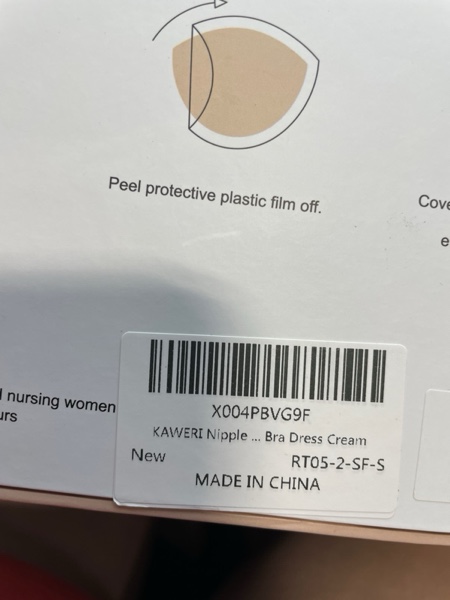 Peel protective plastic film off.
Cove
e
nursing women
urs
X004PBVG9F
KAWERI Nipple ... Bra Dress Cream
New RT05-2-SF-S
MADE IN CHINA